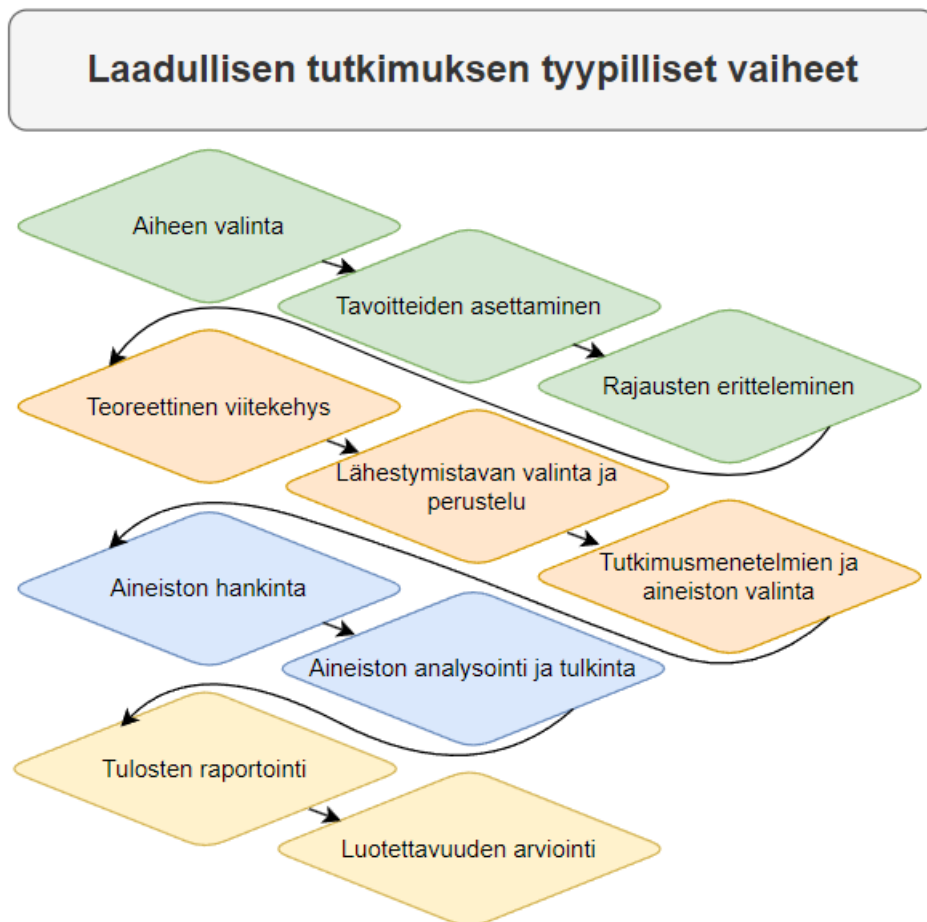 Laadullisen tutkimuksen tyypilliset vaiheet
Aiheen valinta
Tavoitteiden asettaminen
Rajausten eritteleminen
Teoreettinen viitekehys
Lähestymistavan valinta ja
perustelu
Tutkimusmenetelmien ja
aineiston valinta
Aineiston hankinta
Aineiston analysointi ja tulkinta
Tulosten raportointi
Luotettavuuden arviointi